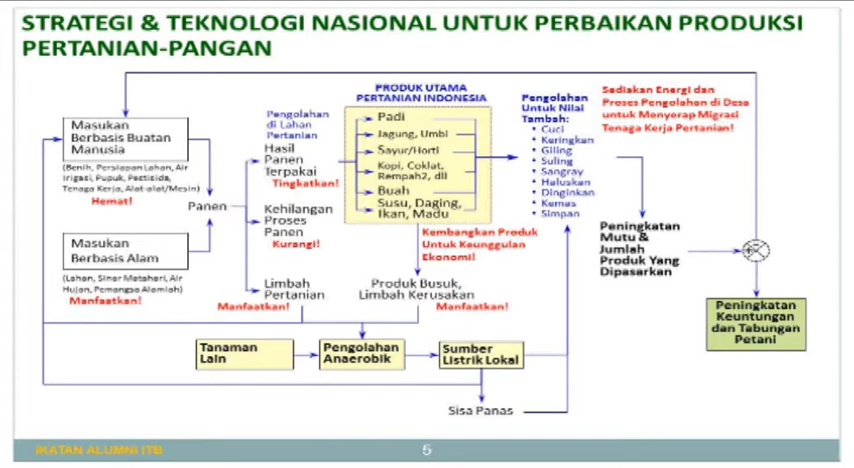 STRATEGI & TEKNOLOGI NASIONAL UNTUK PERBAIKAN PRODUKSI
PERTANIAN-PANGAN
Masukan
Berbasis Buatan
Manusia
(Benih, Persiapan Lahan, Air
Irigasi, Pupuk, Pestisida,
Tenaga Kerja, Alat-alat/Mesin)
Hemat!
Masukan
Berbasis Alam
(Lahan, Sinar Matahari, Air
Hujan, Pemangsa Alamiah)
Manfaatkan!
Panen
Pengolahan
di Lahan
Pertanian
Hasil
Panen
Terpakai
Tingkatkan!
Kehilangan
Proses
Panen
Kurangi!
Limbah
Pertanian
Manfaatkan!
PRODUK UTAMA
PERTANIAN INDONESIA
Padi
Jagung, Umbi
Sayur/Horti
Kopi, Coklat,
Rempah2, dll
Buah
Susu, Daging,
Ikan, Madu
Kembangkan Produk
Untuk Keunggulan
Ekonomi!
Produk Busuk,
Limbah Kerusakan
Manfaatkan!
Pengolahan
Untuk Nilai
Tambah:
• Cuci
• Keringkan
• Giling
• Suling
• Sangray
• Haluskan
• Dinginkan
• Kemas
• Simpan
Sediakan Energi dan
Proses Pengolahan di Desa
untuk Menyerap Migrasi
Tenaga Kerja Pertanian!
Peningkatan
Mutu &
Jumlah
Produk Yang
Dipasarkan
Peningkatan
Keuntungan
dan Tabungan
Petani
Tanaman
Lain
Pengolahan
Anaerobik
Sumber
Listrik Lokal
Sisa Panas
IKATAN ALUMNI ITB
5